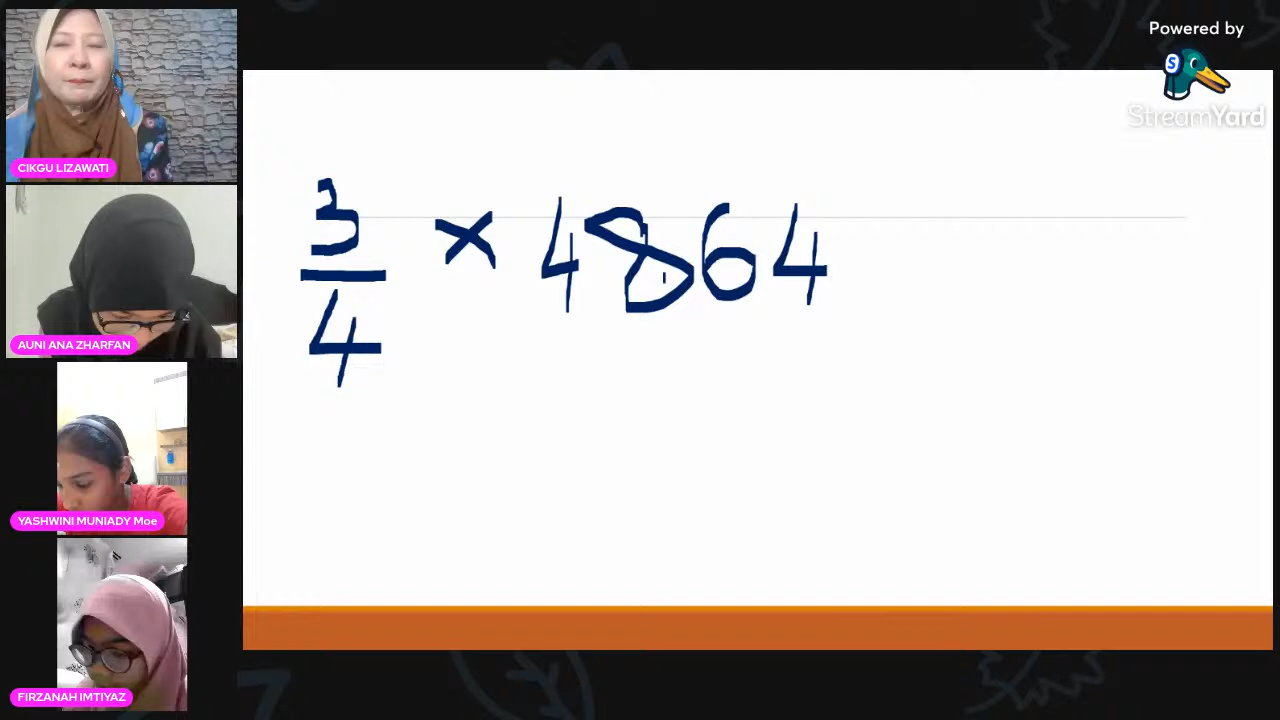 Powered by
S
StreamYard
CIKGU LIZAWATI
3/4 × 4864
AUNI ANA ZHARFAN
YASHWINI MUNIADY Moe
FIRZANAH IMTIYAZ